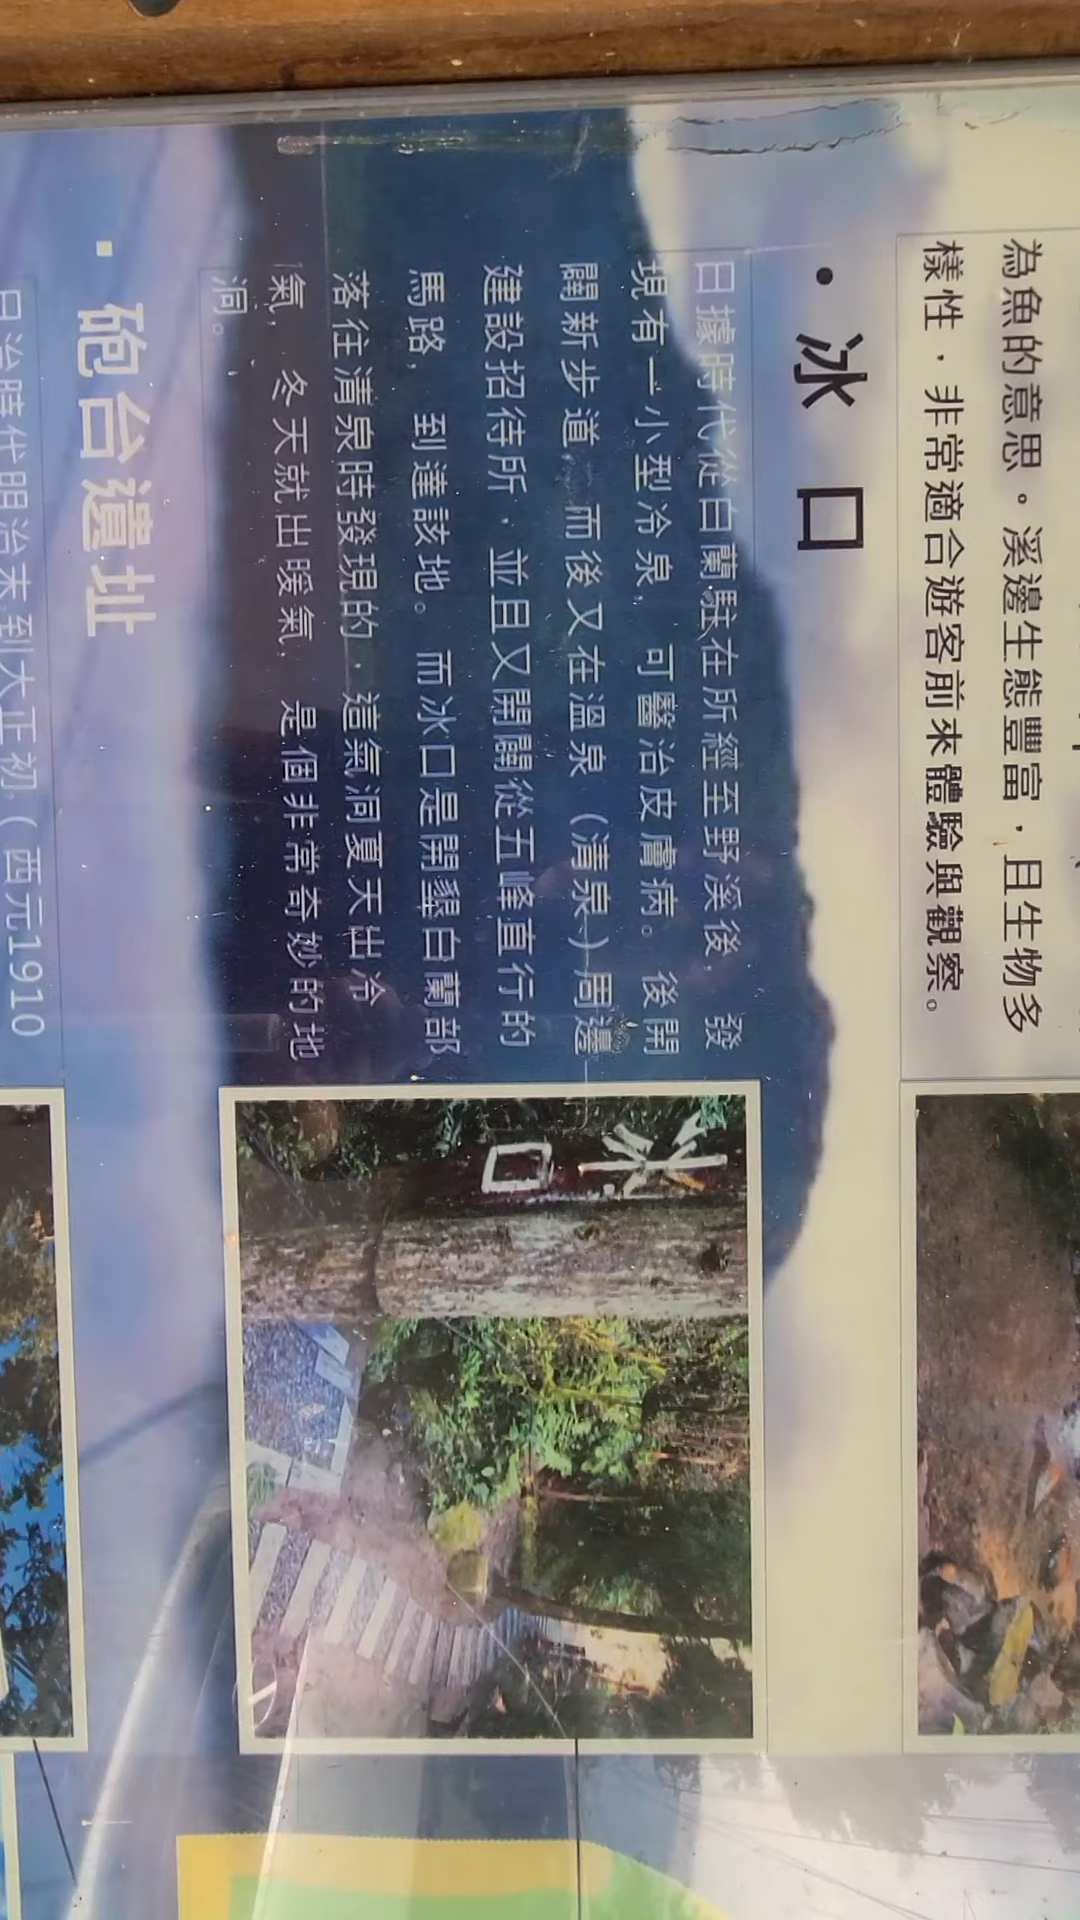 為魚的意思。溪邊生態豐富，且生物多
樣性，非常適合遊客前來體驗與觀察。
·冰口
日據時代從白蘭駐在所經至野溪後，發
現有一小型冷泉，可醫治皮膚病。後開
闢新步道，而後又在溫泉（清泉）周邊
建設招待所，並且又開闢從五峰直行的
馬路，到達該地。而冰口是開墾白蘭部
落往清泉時發現的，這氣洞夏天出冷
氣，冬天就出暖氣，是個非常奇妙的地
洞。
冰口
·砲台遺址
日治時代明治末到大正初（西元1910